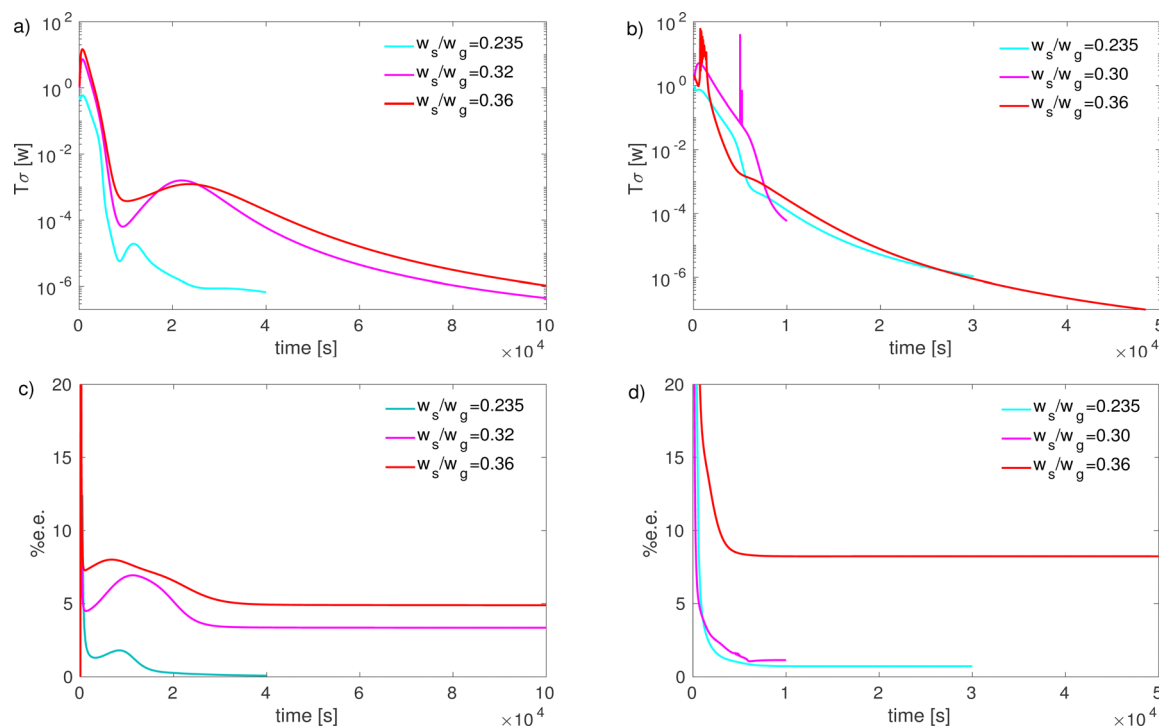 a)
10^2
10^0
10^-2
10^-4
10^-6
Tσ [w]
w_s/w_g=0.235
w_s/w_g=0.32
w_s/w_g=0.36
0 2 4 6 8 10
time [s]
×10^4
b)
10^2
10^0
10^-2
10^-4
10^-6
Tσ [w]
w_s/w_g=0.235
w_s/w_g=0.30
w_s/w_g=0.36
0 1 2 3 4 5
time [s]
×10^4
c)
20
15
10
5
0
%e.e.
w_s/w_g=0.235
w_s/w_g=0.32
w_s/w_g=0.36
0 2 4 6 8 10
time [s]
×10^4
d)
20
15
10
5
0
%e.e.
w_s/w_g=0.235
w_s/w_g=0.30
w_s/w_g=0.36
0 1 2 3 4 5
time [s]
×10^4